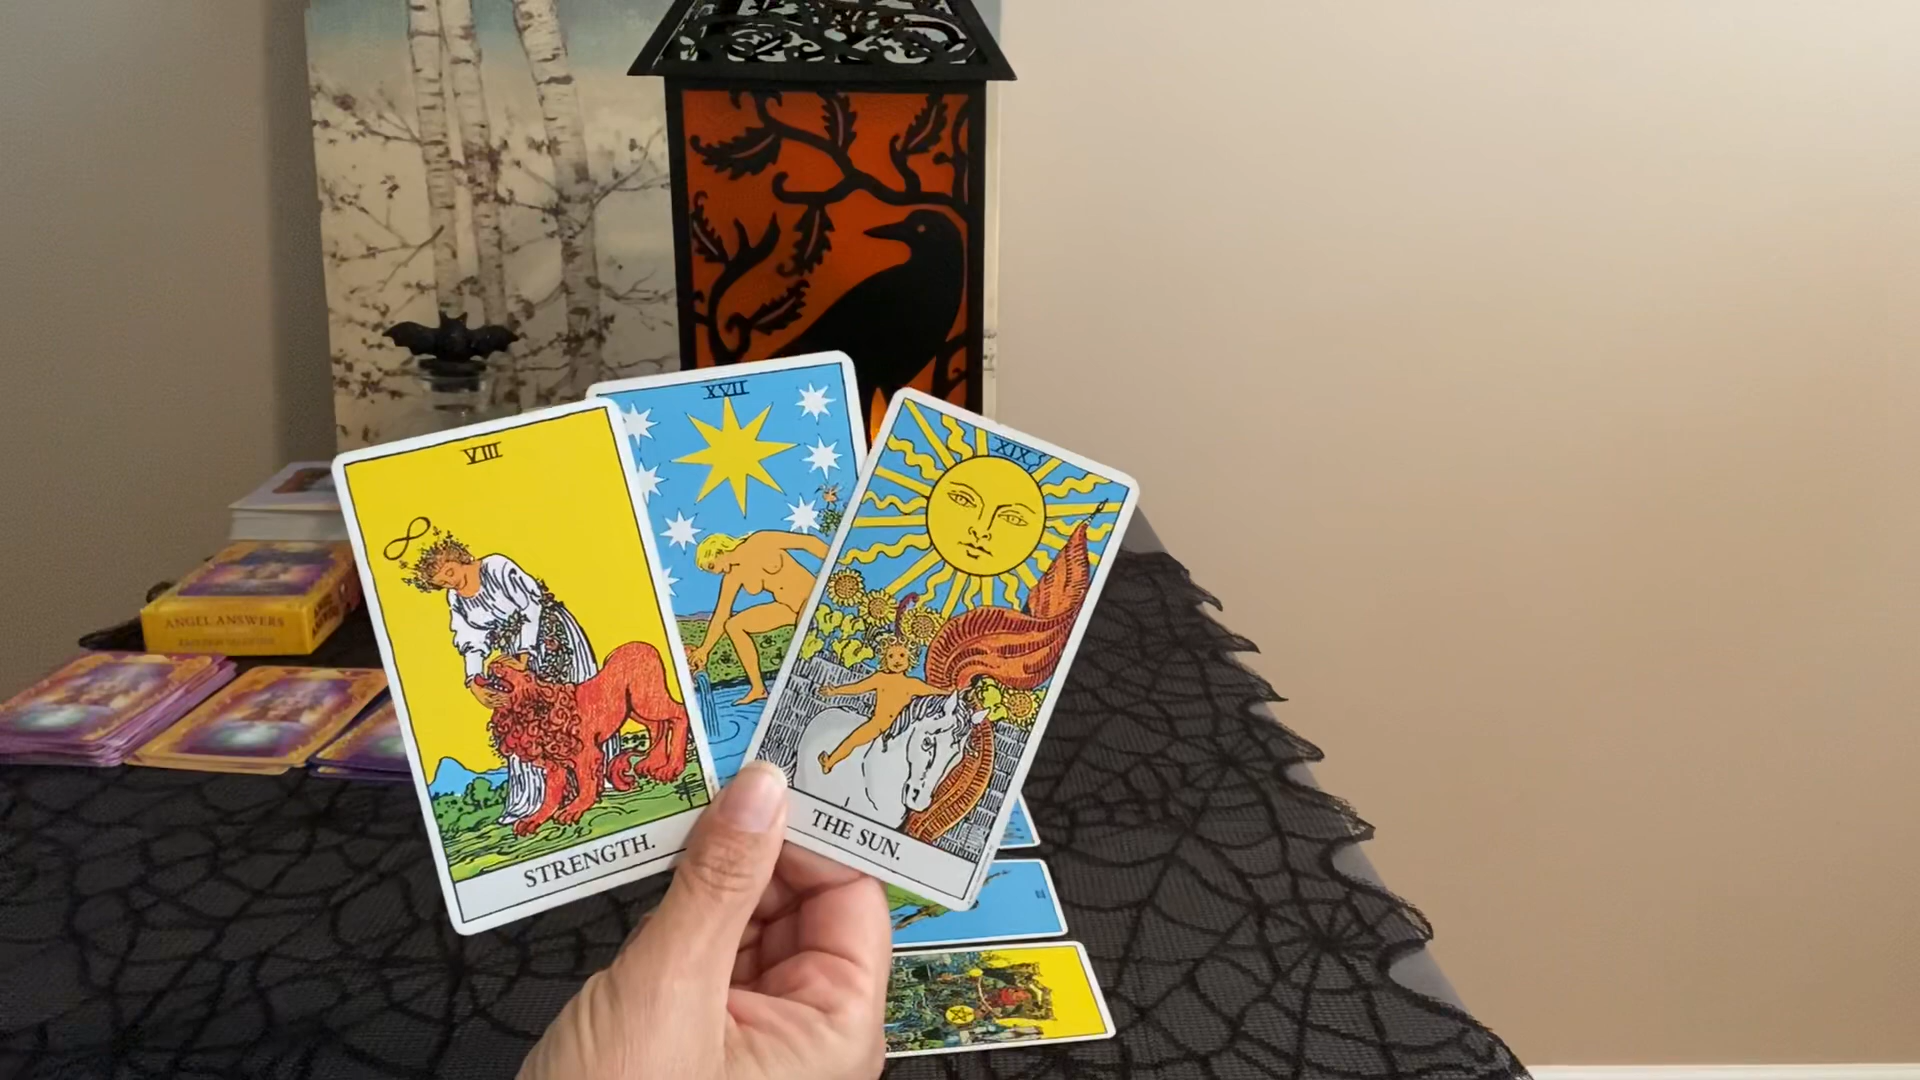 XVII
VIII
XIX
STRENGTH.
THE SUN.
ANGEL ANSWERS